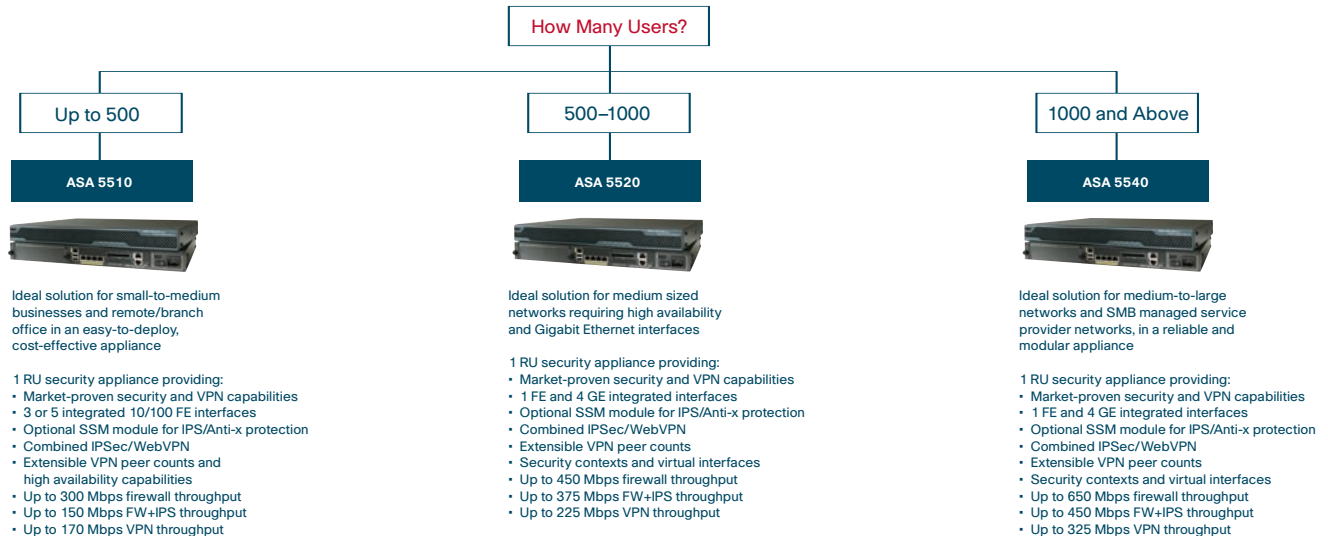 How Many Users?
Up to 500
500–1000
1000 and Above
ASA 5510
ASA 5520
ASA 5540
Ideal solution for small-to-medium
businesses and remote/branch
office in an easy-to-deploy,
cost-effective appliance
1 RU security appliance providing:
• Market-proven security and VPN capabilities
• 3 or 5 integrated 10/100 FE interfaces
• Optional SSM module for IPS/Anti-x protection
• Combined IPSec/WebVPN
• Extensible VPN peer counts and
high availability capabilities
• Up to 300 Mbps firewall throughput
• Up to 150 Mbps FW+IPS throughput
• Up to 170 Mbps VPN throughput
Ideal solution for medium sized
networks requiring high availability
and Gigabit Ethernet interfaces
1 RU security appliance providing:
• Market-proven security and VPN capabilities
• 1 FE and 4 GE integrated interfaces
• Optional SSM module for IPS/Anti-x protection
• Combined IPSec/WebVPN
• Extensible VPN peer counts
• Security contexts and virtual interfaces
• Up to 450 Mbps firewall throughput
• Up to 375 Mbps FW+IPS throughput
• Up to 225 Mbps VPN throughput
Ideal solution for medium-to-large
networks and SMB managed service
provider networks, in a reliable and
modular appliance
1 RU security appliance providing:
• Market-proven security and VPN capabilities
• 1 FE and 4 GE integrated interfaces
• Optional SSM module for IPS/Anti-x protection
• Combined IPSec/WebVPN
• Extensible VPN peer counts
• Security contexts and virtual interfaces
• Up to 650 Mbps firewall throughput
• Up to 450 Mbps FW+IPS throughput
• Up to 325 Mbps VPN throughput